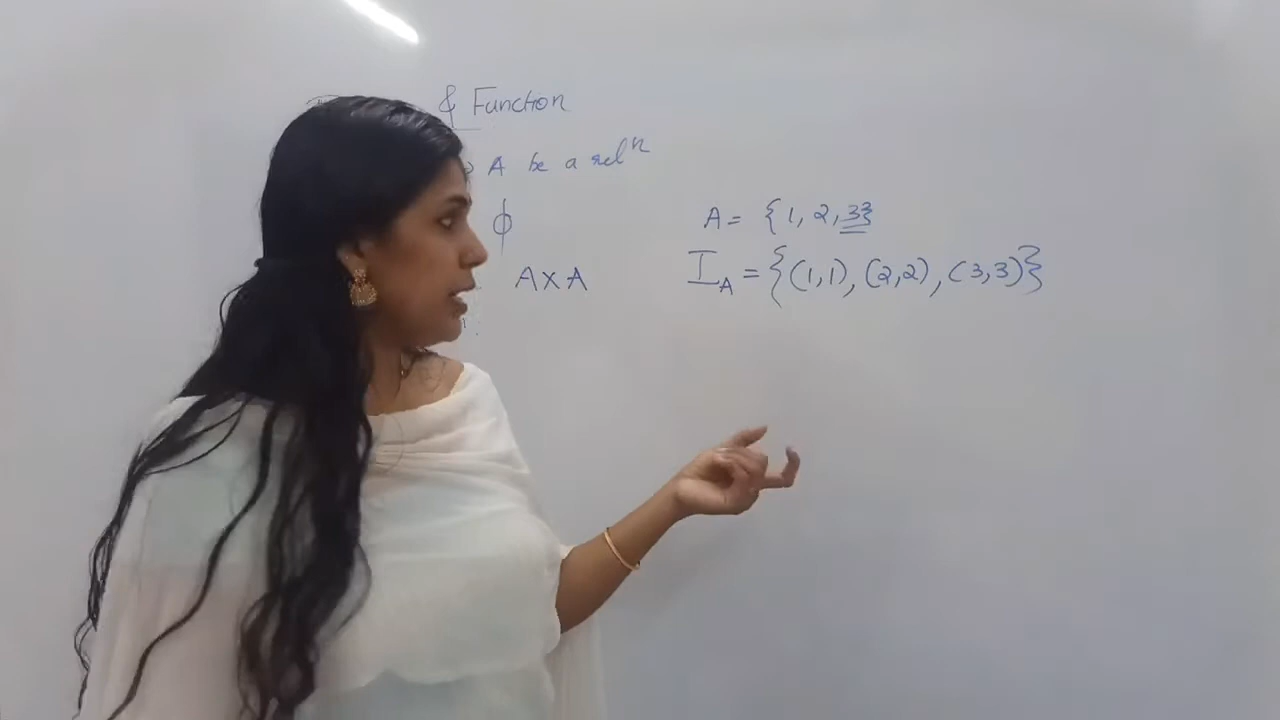 & Function
A be a relⁿ
ϕ
A = {1, 2, 3}
A X A
I_A = {(1,1), (2,2), (3,3)}